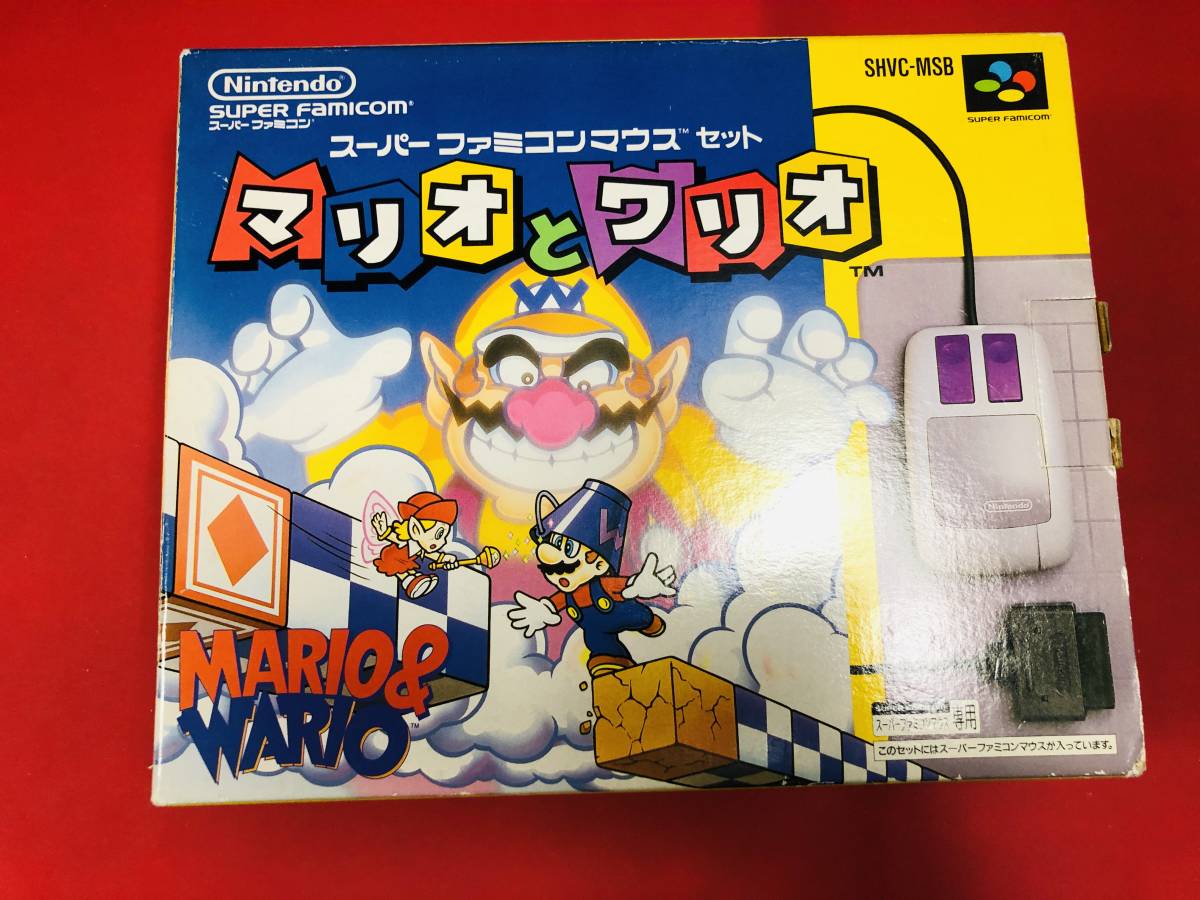 Nintendo®
SUPER FAMICOM®
スーパーファミコン
SHVC-MSB
SUPER FAMICOM®
スーパーファミコンマウス™ セット
マリオとワリオ
TM
W
Nintendo
MARIO &
WARIO™
スーパーファミコンマウス 専用
このセットにはスーパーファミコンマウスが入っています。